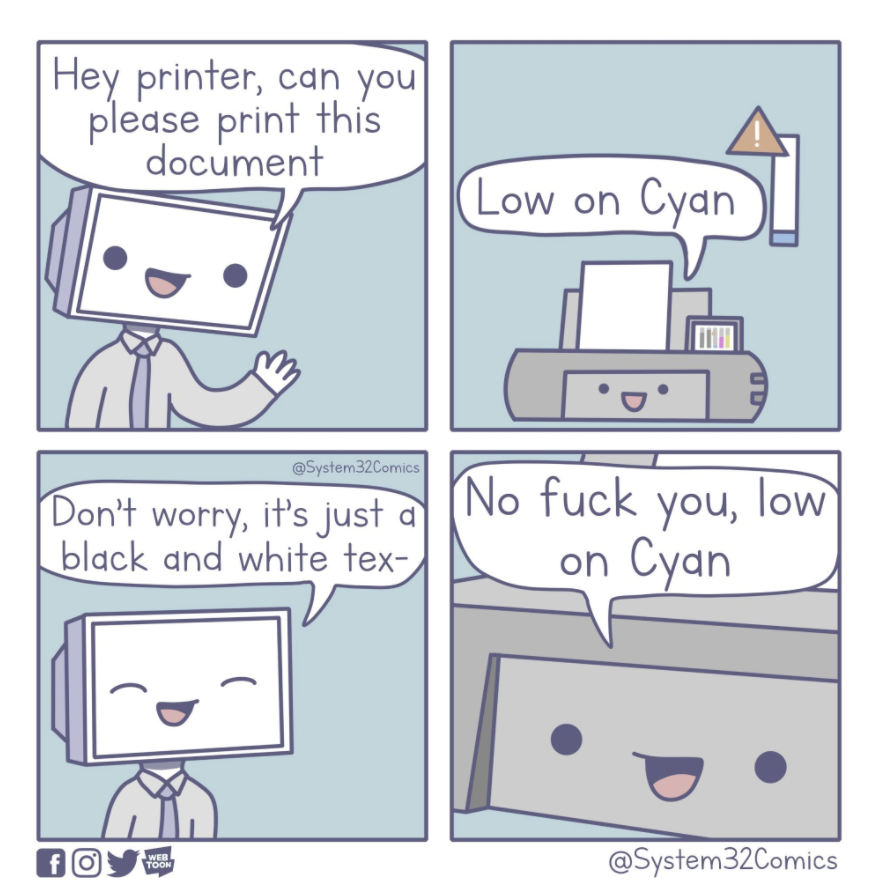 Hey printer, can you
please print this
document
!
Low on Cyan
@System32Comics
Don't worry, it's just a
black and white tex-
No fuck you, low
on Cyan
f
WEB
TOON
@System32Comics